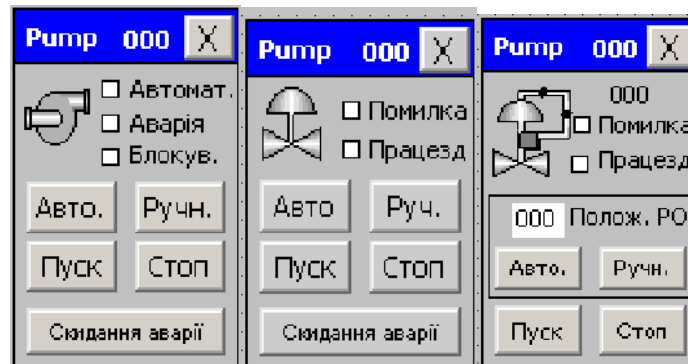 Pump 000 X
Автомат.
Аварія
Блокув.
Авто. Ручн.
Пуск Стоп
Скидання аварії
Pump 000 X
Помилка
Працезд
Авто Руч.
Пуск Стоп
Скидання аварії
Pump 000 X
000
Помилка
Працезд
000 Полож. РО
Авто. Ручн.
Пуск Стоп